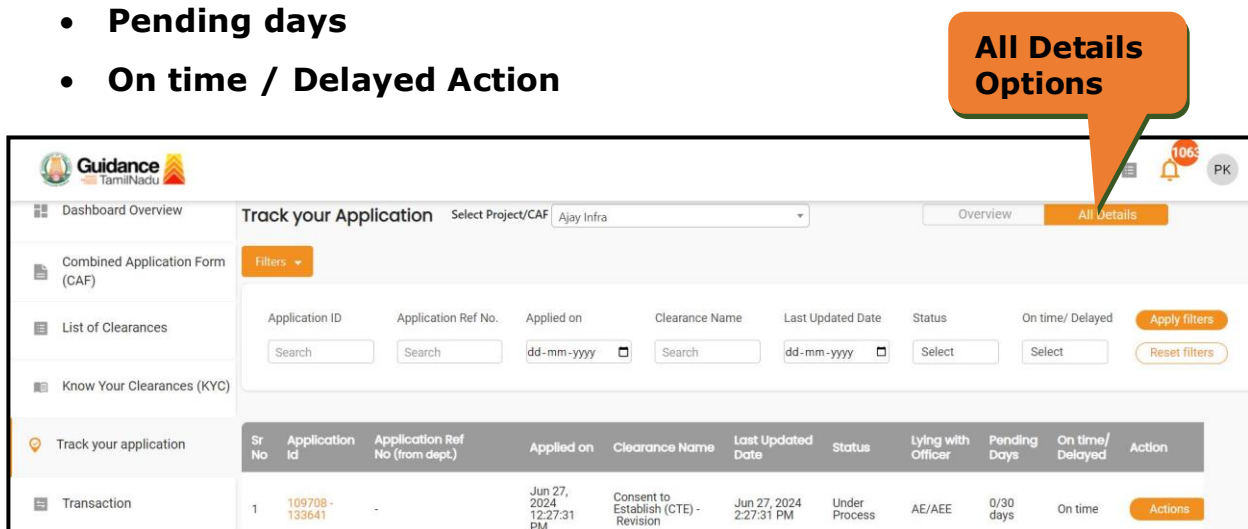 • Pending days
• On time / Delayed Action
All Details
Options
Guidance
TamilNadu
1063
PK
Dashboard Overview
Track your Application
Select Project/CAF
Ajay Infra
Overview
All Details
Combined Application Form
(CAF)
Filters
List of Clearances
Application ID
Application Ref No.
Applied on
Clearance Name
Last Updated Date
Status
On time/ Delayed
Apply filters
Search
Search
dd-mm-yyyy
Search
dd-mm-yyyy
Select
Select
Reset filters
Know Your Clearances (KYC)
Track your application
Sr
No
Application
Id
Application Ref
No (from dept.)
Applied on
Clearance Name
Last Updated
Date
Status
Lying with
Officer
Pending
Days
On time/
Delayed
Action
Transaction
1
109708 -
133641
-
Jun 27,
2024
12:27:31
PM
Consent to
Establish (CTE) -
Revision
Jun 27, 2024
2:27:31 PM
Under
Process
AE/AEE
0/30
days
On time
Actions